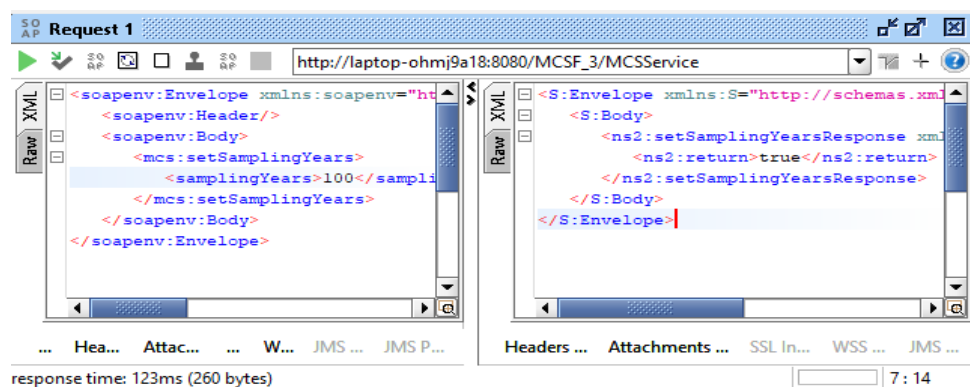 SOAP Request 1
http://laptop-ohmj9a18:8080/MCSF_3/MCSService
XML
Raw
<soapenv:Envelope xmlns:soapenv="ht
<soapenv:Header/>
<soapenv:Body>
<mcs:setSamplingYears>
<samplingYears>100</sampli
</mcs:setSamplingYears>
</soapenv:Body>
</soapenv:Envelope>
XML
Raw
<S:Envelope xmlns:S="http://schemas.xml
<S:Body>
<ns2:setSamplingYearsResponse xml
<ns2:return>true</ns2:return>
</ns2:setSamplingYearsResponse>
</S:Body>
</S:Envelope>
... Hea... Attac... ... W... JMS ... JMS P...
Headers ... Attachments ... SSL In... WSS ... JMS ...
response time: 123ms (260 bytes)
7 : 14